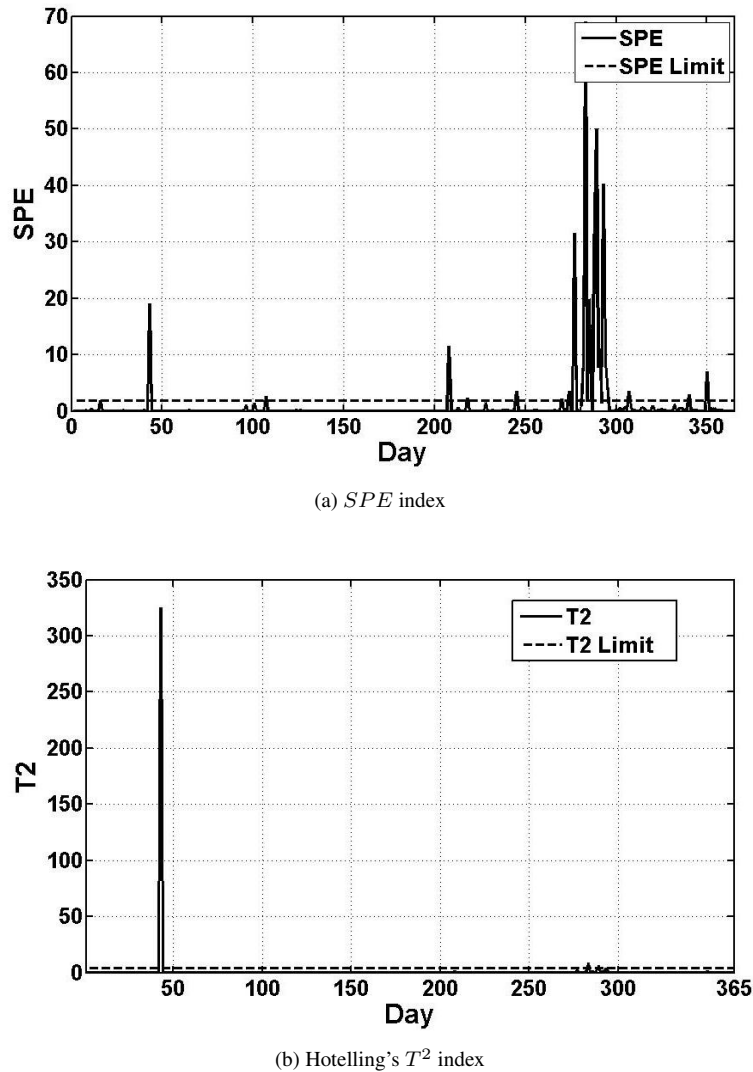 70
60
50
40
30
20
10
0
SPE
SPE
SPE Limit
0 50 100 150 200 250 300 350
Day
(a) SPE index
350
300
250
200
150
100
50
0
T2
T2
T2 Limit
50 100 150 200 250 300 365
Day
(b) Hotelling's T² index